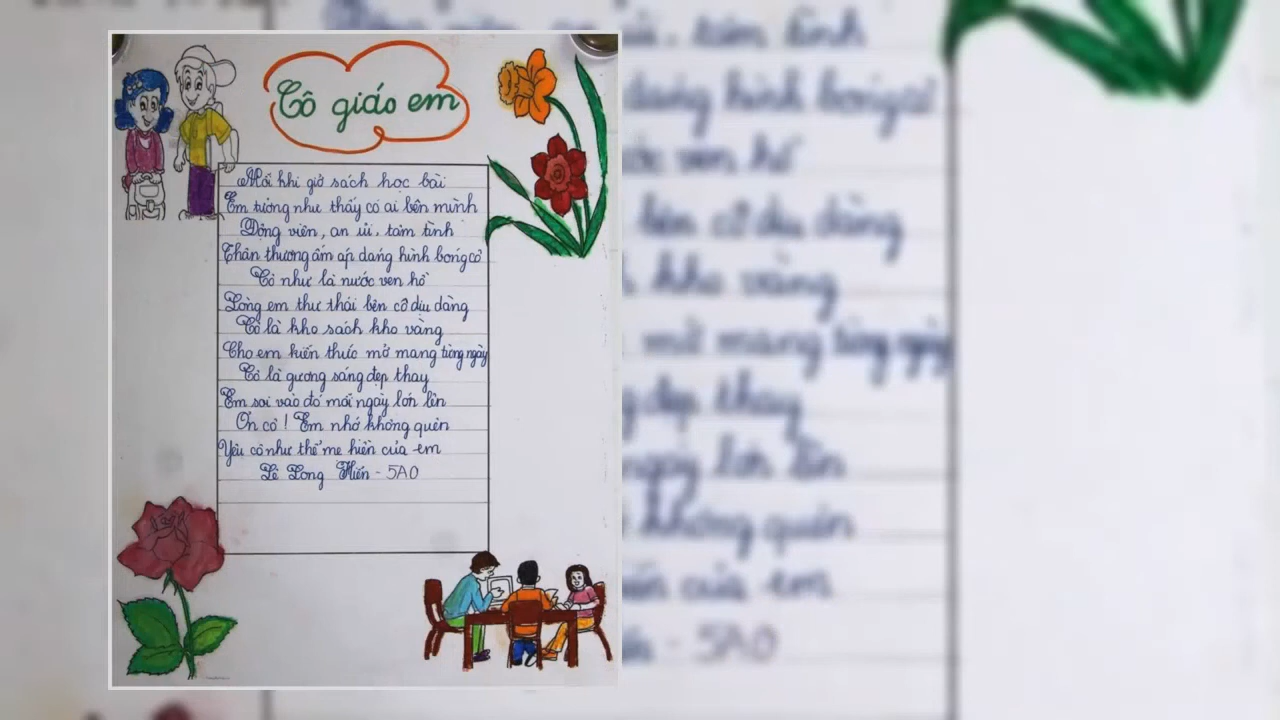 Cô giáo em
Mỗi khi giở sách học bài
Em tưởng như thấy có ai bên mình
Động viên, an ủi, tâm tình
Thân thương ấm áp dáng hình bóng cô
Cô như là nước ven hồ
Lòng em thư thái bên cô dịu dàng
Cô là kho sách kho vàng
Cho em kiến thức mở mang từng ngày
Cô là gương sáng đẹp thay
Em soi vào đó mỗi ngày lớn lên
Ơn cô! Em nhớ không quên
Yêu cô như thể mẹ hiền của em
Lê Long Hiến - 5A0